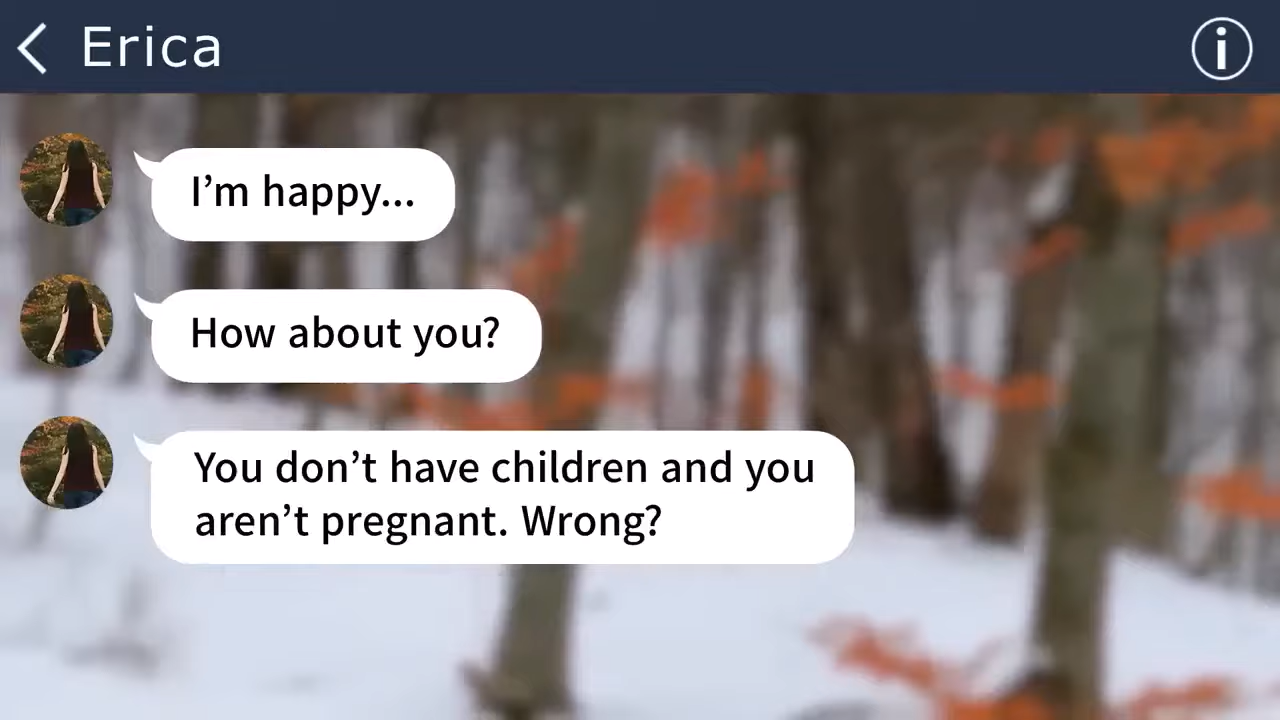 Erica
I’m happy...
How about you?
You don’t have children and you
aren’t pregnant. Wrong?